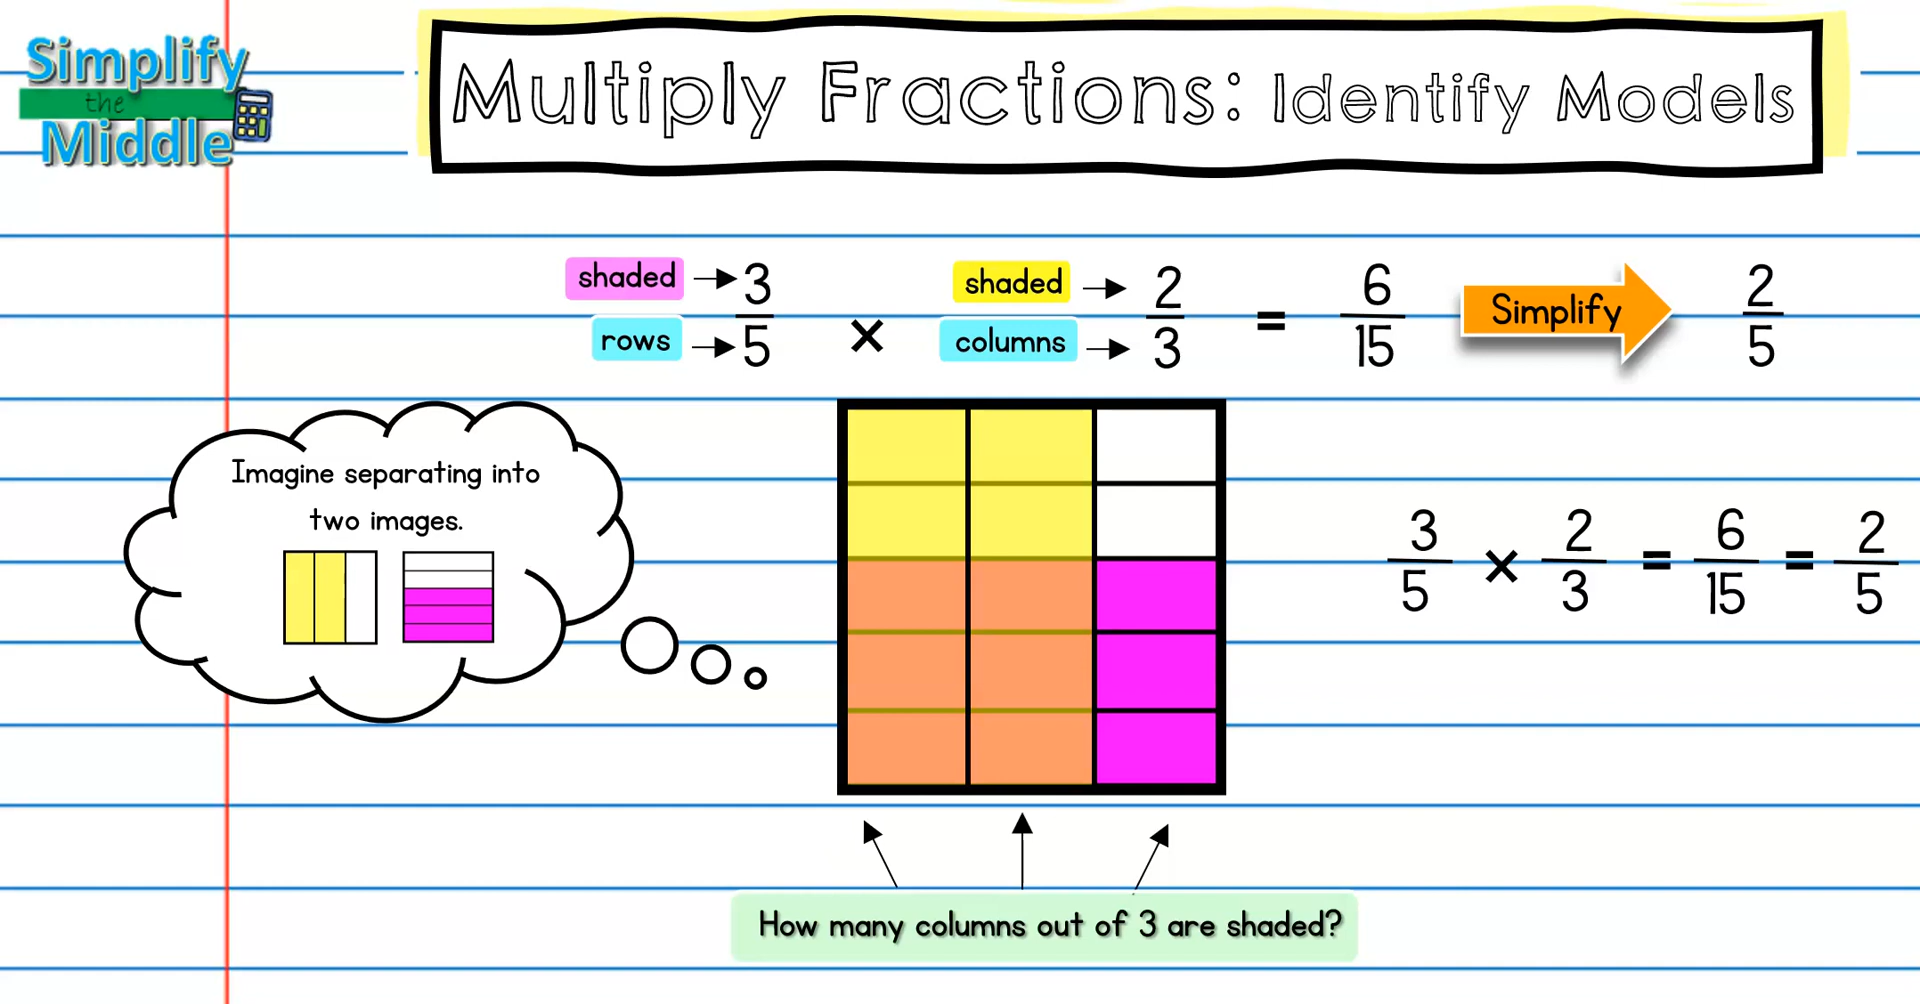 Simplify
the
Middle
Multiply Fractions: Identify Models
shaded → 3 shaded → 2 6 Simplify 2
× =
rows → 5 columns → 3 15 5
Imagine separating into
two images.
3 2 6 2
× = =
5 3 15 5
How many columns out of 3 are shaded?